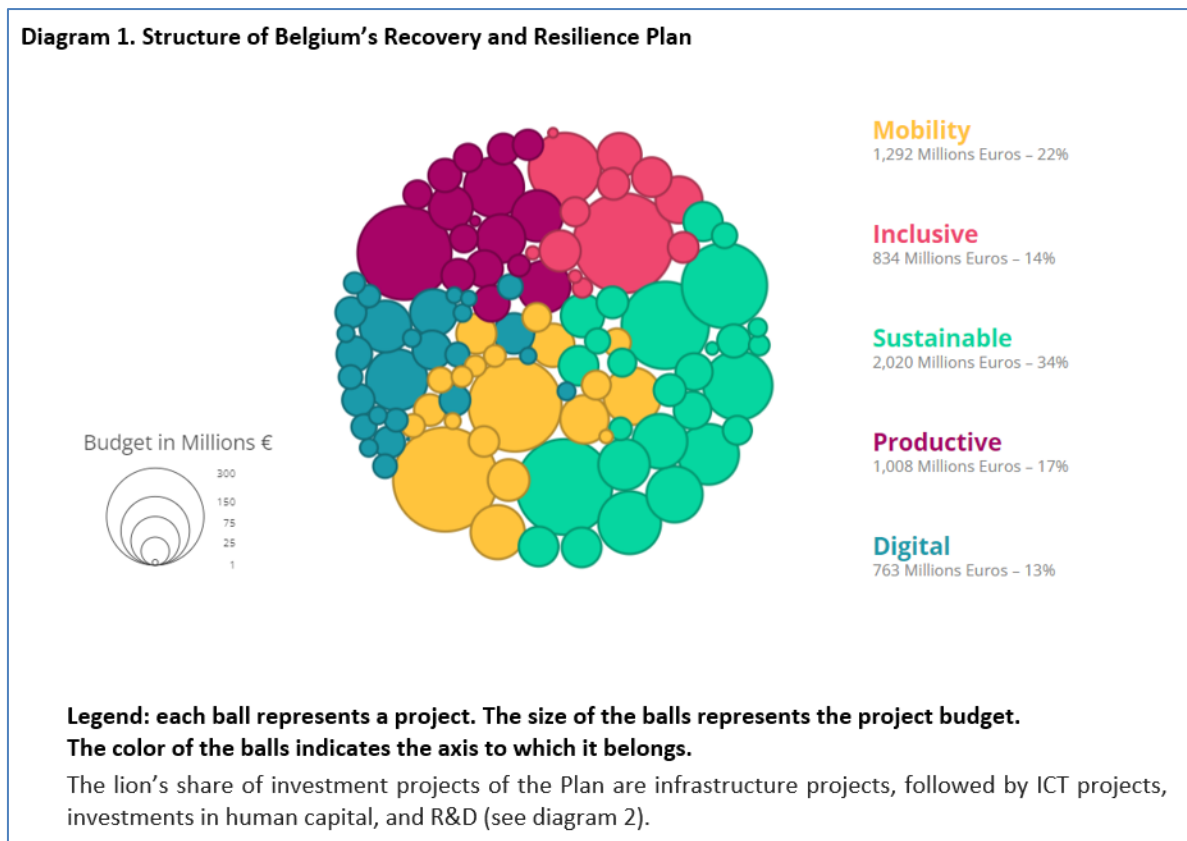 Diagram 1. Structure of Belgium’s Recovery and Resilience Plan
Mobility
1,292 Millions Euros – 22%
Inclusive
834 Millions Euros – 14%
Sustainable
2,020 Millions Euros – 34%
Productive
1,008 Millions Euros – 17%
Digital
763 Millions Euros – 13%
Budget in Millions €
300
150
75
25
1
Legend: each ball represents a project. The size of the balls represents the project budget.
The color of the balls indicates the axis to which it belongs.
The lion’s share of investment projects of the Plan are infrastructure projects, followed by ICT projects,
investments in human capital, and R&D (see diagram 2).